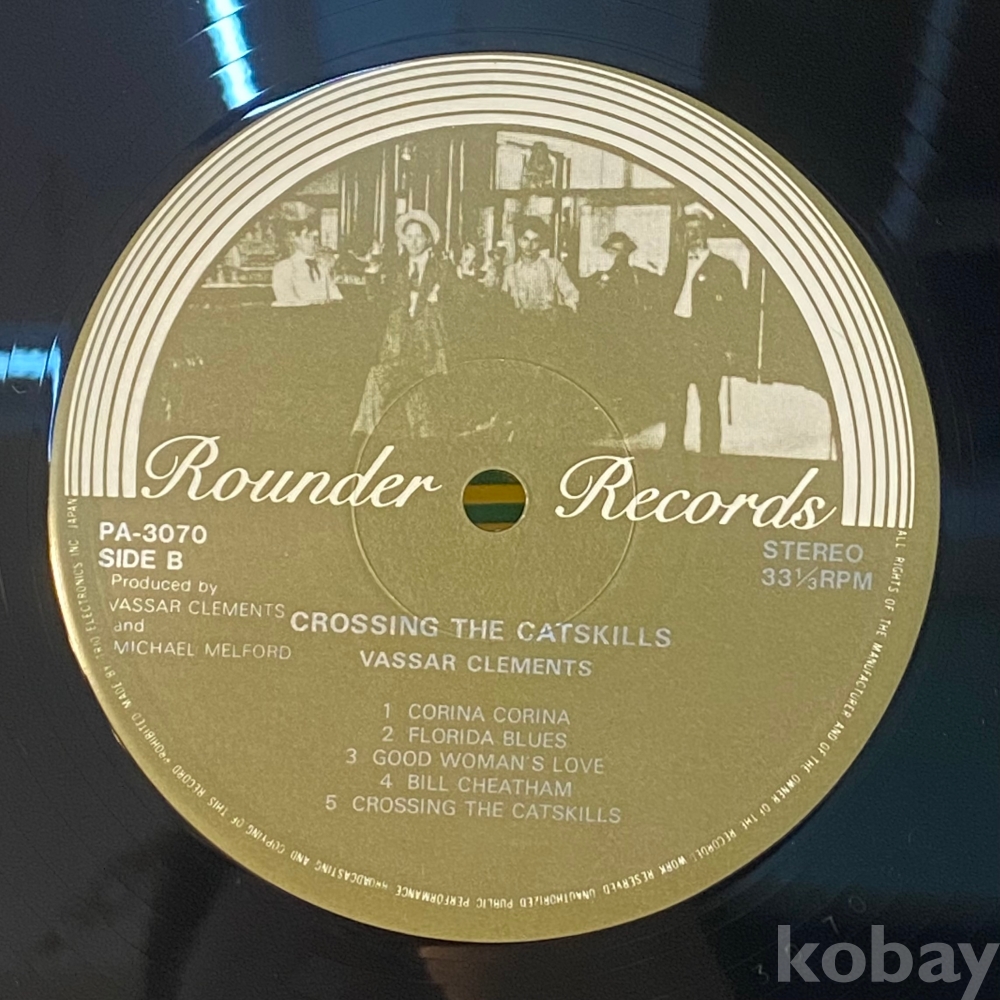 Rounder Records
PA-3070
SIDE B
Produced by
VASSAR CLEMENTS
and
MICHAEL MELFORD
STEREO
33⅓RPM
CROSSING THE CATSKILLS
VASSAR CLEMENTS
1 CORINA CORINA
2 FLORIDA BLUES
3 GOOD WOMAN'S LOVE
4 BILL CHEATHAM
5 CROSSING THE CATSKILLS
ALL RIGHTS OF THE MANUFACTURER AND OF THE OWNER OF THE RECORDED WORK RESERVED UNAUTHORIZED PUBLIC PERFORMANCE BROADCASTING AND COPYING OF THIS RECORD PROHIBITED MADE BY TRIO ELECTRONICS INC JAPAN
kobay